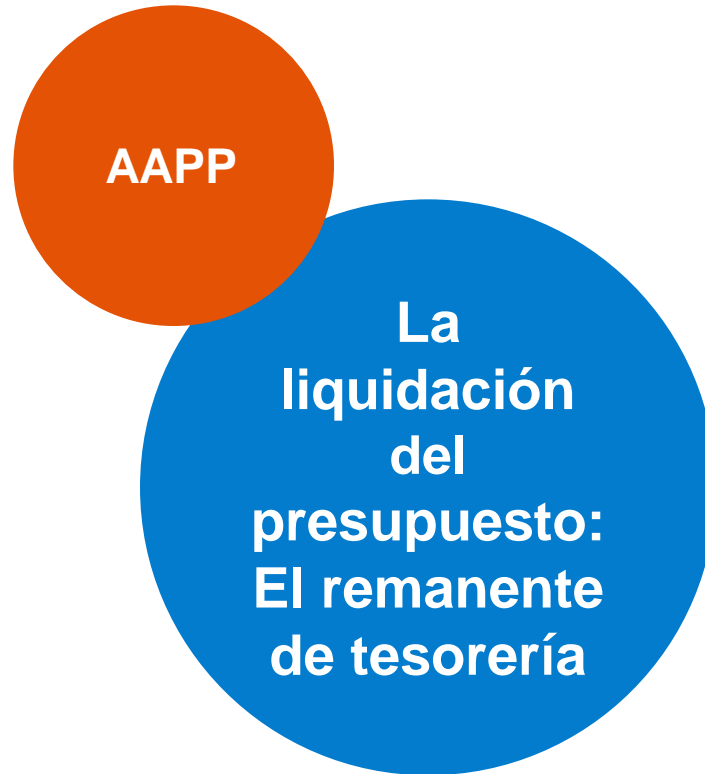 AAPP
La
liquidación
del
presupuesto:
El remanente
de tesorería